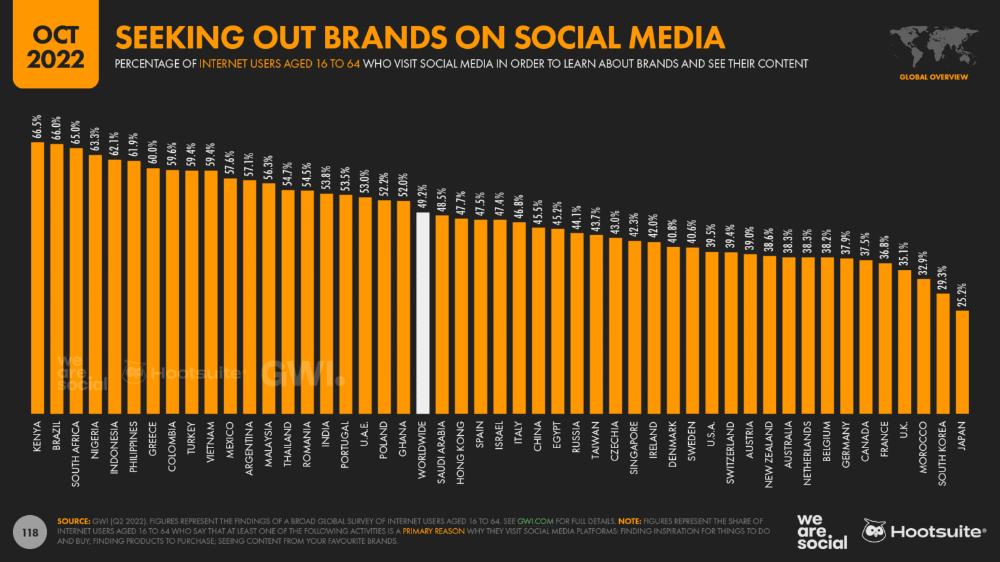 OCT
2022
SEEKING OUT BRANDS ON SOCIAL MEDIA
PERCENTAGE OF INTERNET USERS AGED 16 TO 64 WHO VISIT SOCIAL MEDIA IN ORDER TO LEARN ABOUT BRANDS AND SEE THEIR CONTENT
GLOBAL OVERVIEW
66.5%
66.0%
65.0%
63.3%
62.1%
61.9%
60.0%
59.6%
59.4%
59.4%
57.6%
57.1%
56.3%
54.7%
54.5%
53.8%
53.5%
53.0%
52.2%
52.0%
49.2%
48.5%
47.7%
47.5%
47.4%
46.8%
45.5%
45.2%
44.1%
43.7%
43.0%
42.3%
42.0%
40.8%
40.6%
39.5%
39.4%
39.0%
38.6%
38.3%
38.3%
38.2%
37.9%
37.5%
36.8%
35.1%
32.9%
29.3%
25.2%
we
are
social
Hootsuite®
GWI.
KENYA
BRAZIL
SOUTH AFRICA
NIGERIA
INDONESIA
PHILIPPINES
GREECE
COLOMBIA
TURKEY
VIETNAM
MEXICO
ARGENTINA
MALAYSIA
THAILAND
ROMANIA
INDIA
PORTUGAL
U.A.E.
POLAND
GHANA
WORLDWIDE
SAUDI ARABIA
HONG KONG
SPAIN
ISRAEL
ITALY
CHINA
EGYPT
RUSSIA
TAIWAN
CZECHIA
SINGAPORE
IRELAND
DENMARK
SWEDEN
U.S.A.
SWITZERLAND
AUSTRIA
NEW ZEALAND
AUSTRALIA
NETHERLANDS
BELGIUM
GERMANY
CANADA
FRANCE
U.K.
MOROCCO
SOUTH KOREA
JAPAN
118
SOURCE: GWI (Q2 2022). FIGURES REPRESENT THE FINDINGS OF A BROAD GLOBAL SURVEY OF INTERNET USERS AGED 16 TO 64. SEE GWI.COM FOR FULL DETAILS. NOTE: FIGURES REPRESENT THE SHARE OF
INTERNET USERS AGED 16 TO 64 WHO SAY THAT AT LEAST ONE OF THE FOLLOWING ACTIVITIES IS A PRIMARY REASON WHY THEY VISIT SOCIAL MEDIA PLATFORMS: FINDING INSPIRATION FOR THINGS TO DO
AND BUY; FINDING PRODUCTS TO PURCHASE; SEEING CONTENT FROM YOUR FAVOURITE BRANDS.
we
are
social
Hootsuite®